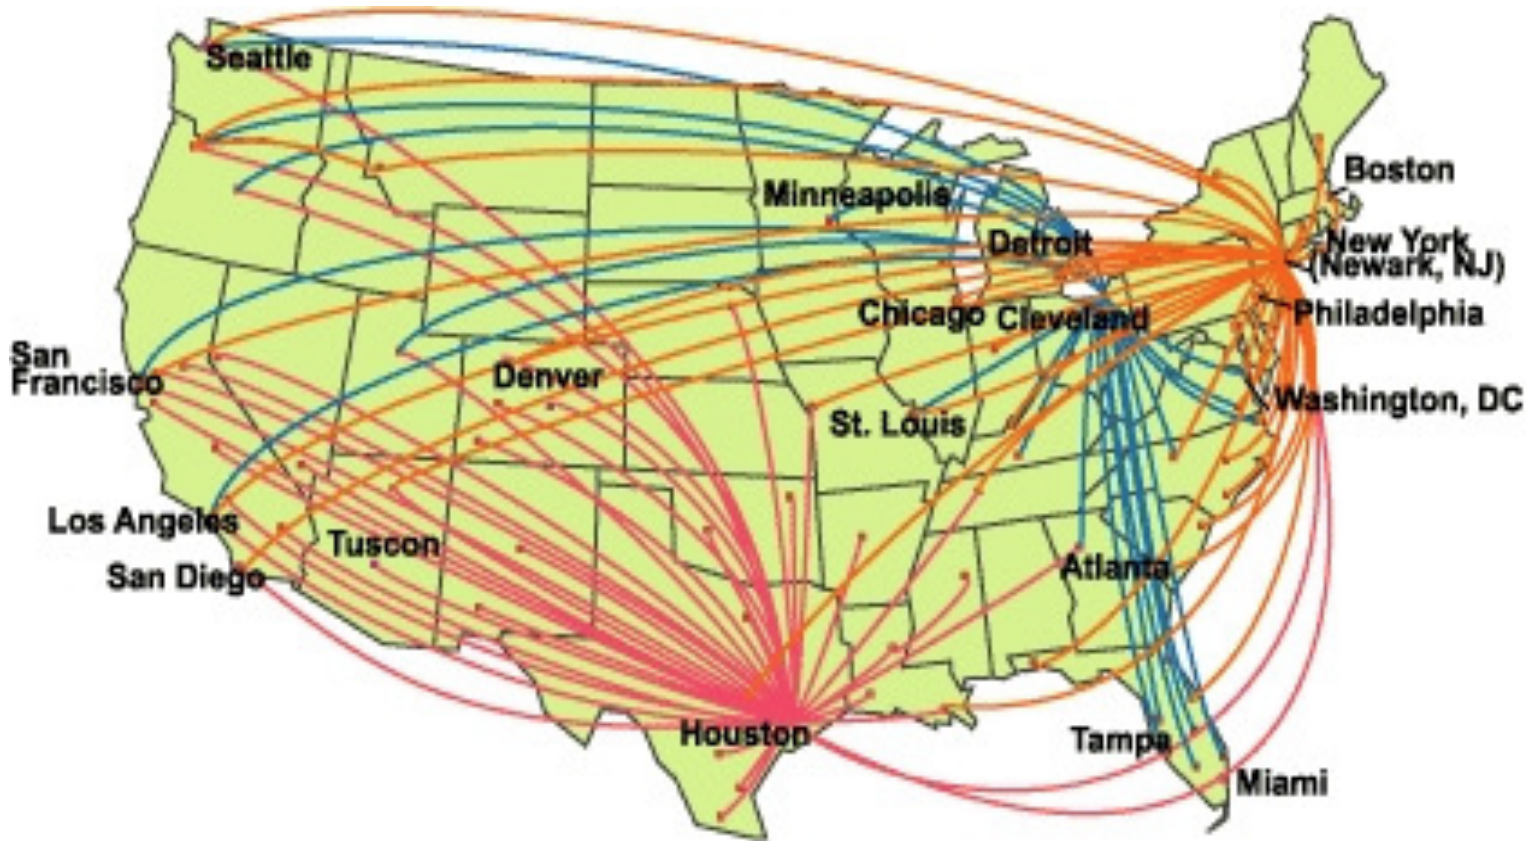 Seattle
Boston
Minneapolis
Detroit
New York
(Newark, NJ)
Chicago
Cleveland
Philadelphia
San
Francisco
Denver
Washington, DC
St. Louis
Los Angeles
Tuscon
Atlanta
San Diego
Houston
Tampa
Miami